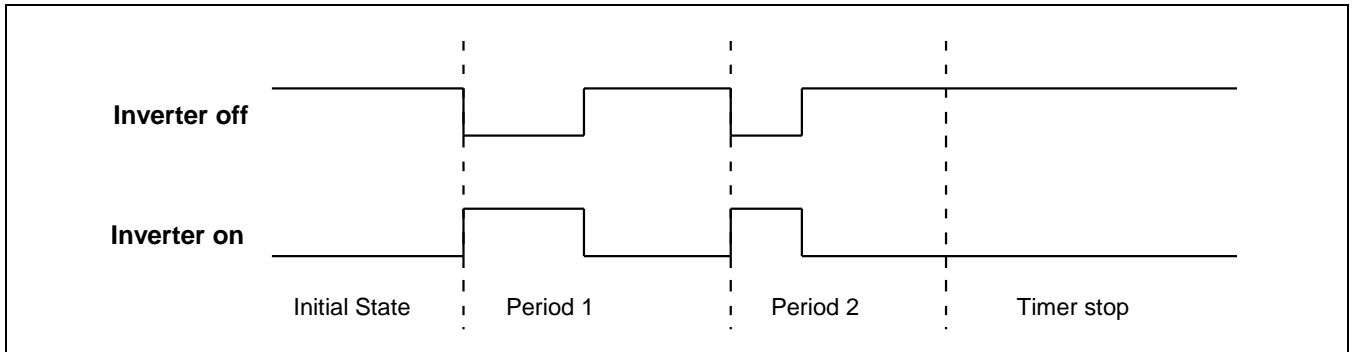 Inverter off
Inverter on
Initial State Period 1 Period 2 Timer stop